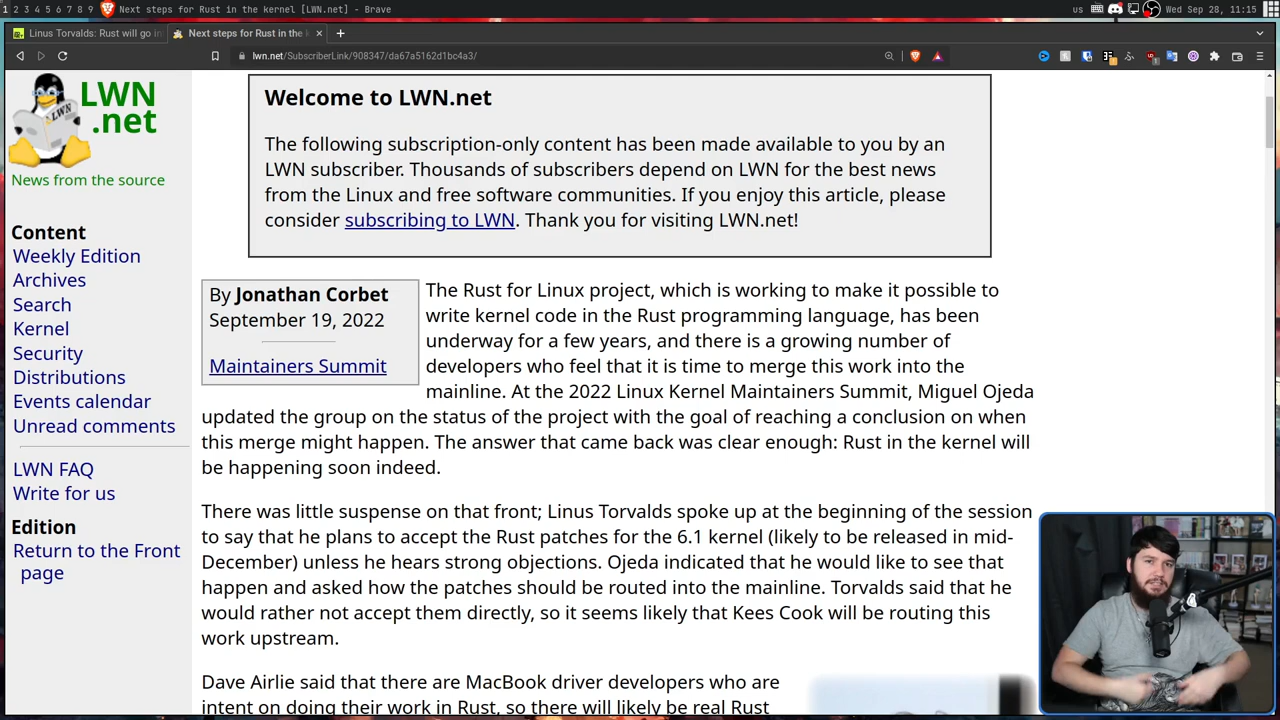 1 2 3 4 5 6 7 8 9 Next steps for Rust in the kernel [LWN.net] - Brave us Wed Sep 28, 11:15
Linus Torvalds: Rust will go in Next steps for Rust in the k
lwn.net/SubscriberLink/908347/da67a5162d1bc4a3/
LWN
.net
News from the source
Content
Weekly Edition
Archives
Search
Kernel
Security
Distributions
Events calendar
Unread comments
LWN FAQ
Write for us
Edition
Return to the Front
page
Welcome to LWN.net
The following subscription-only content has been made available to you by an
LWN subscriber. Thousands of subscribers depend on LWN for the best news
from the Linux and free software communities. If you enjoy this article, please
consider subscribing to LWN. Thank you for visiting LWN.net!
By Jonathan Corbet
September 19, 2022
Maintainers Summit
The Rust for Linux project, which is working to make it possible to
write kernel code in the Rust programming language, has been
underway for a few years, and there is a growing number of
developers who feel that it is time to merge this work into the
mainline. At the 2022 Linux Kernel Maintainers Summit, Miguel Ojeda
updated the group on the status of the project with the goal of reaching a conclusion on when
this merge might happen. The answer that came back was clear enough: Rust in the kernel will
be happening soon indeed.
There was little suspense on that front; Linus Torvalds spoke up at the beginning of the session
to say that he plans to accept the Rust patches for the 6.1 kernel (likely to be released in mid-
December) unless he hears strong objections. Ojeda indicated that he would like to see that
happen and asked how the patches should be routed into the mainline. Torvalds said that he
would rather not accept them directly, so it seems likely that Kees Cook will be routing this
work upstream.
Dave Airlie said that there are MacBook driver developers who are
intent on doing their work in Rust, so there will likely be real Rust